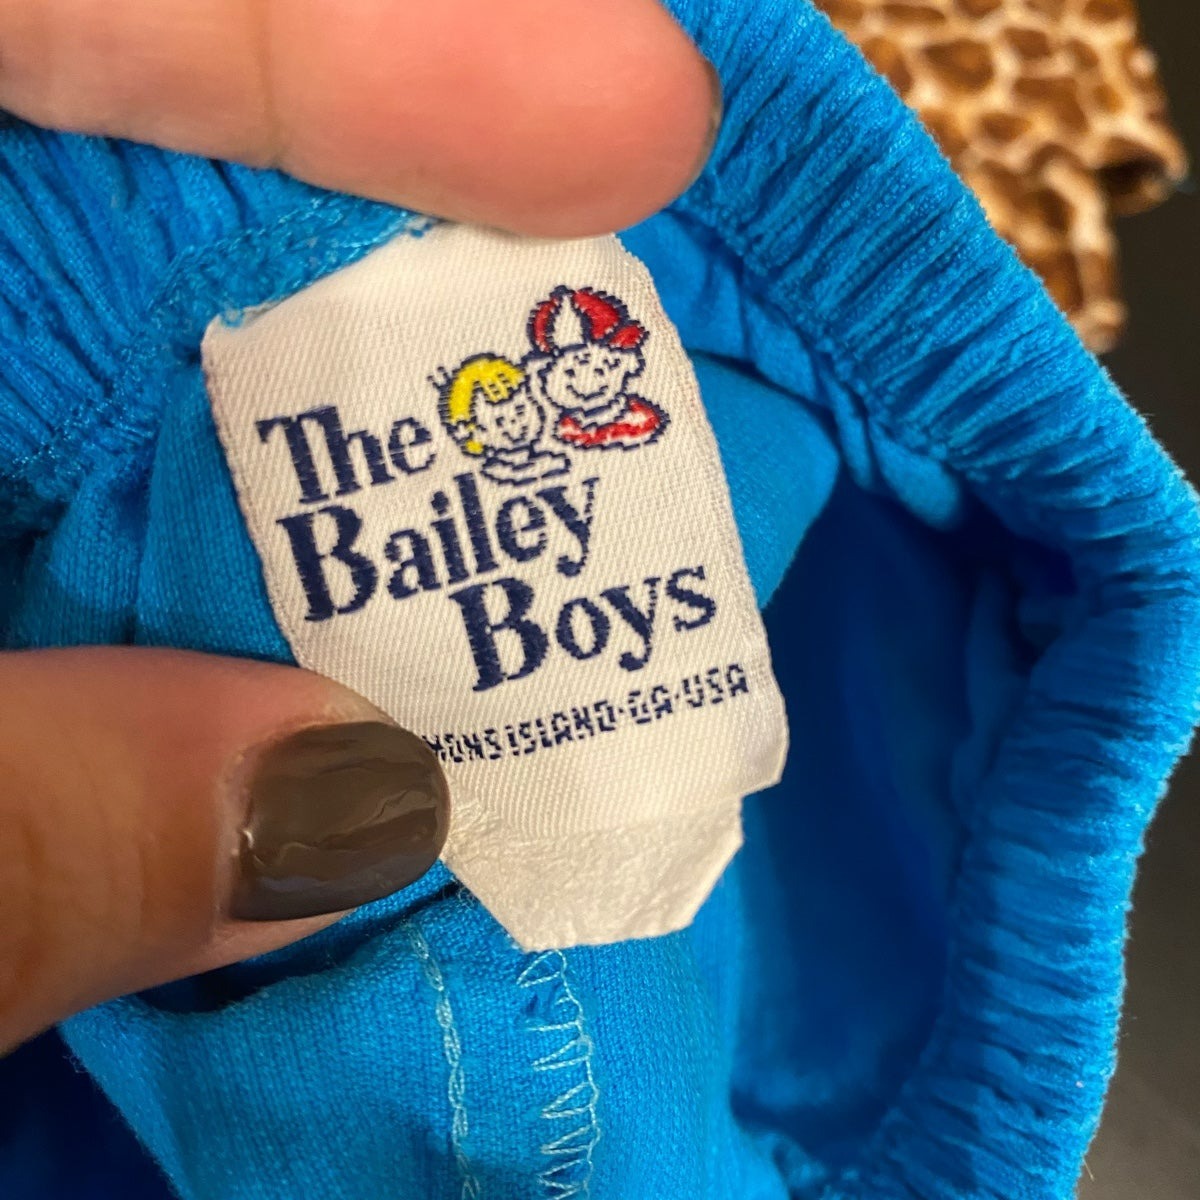 The
Bailey
Boys
MONS ISLAND·GA·USA